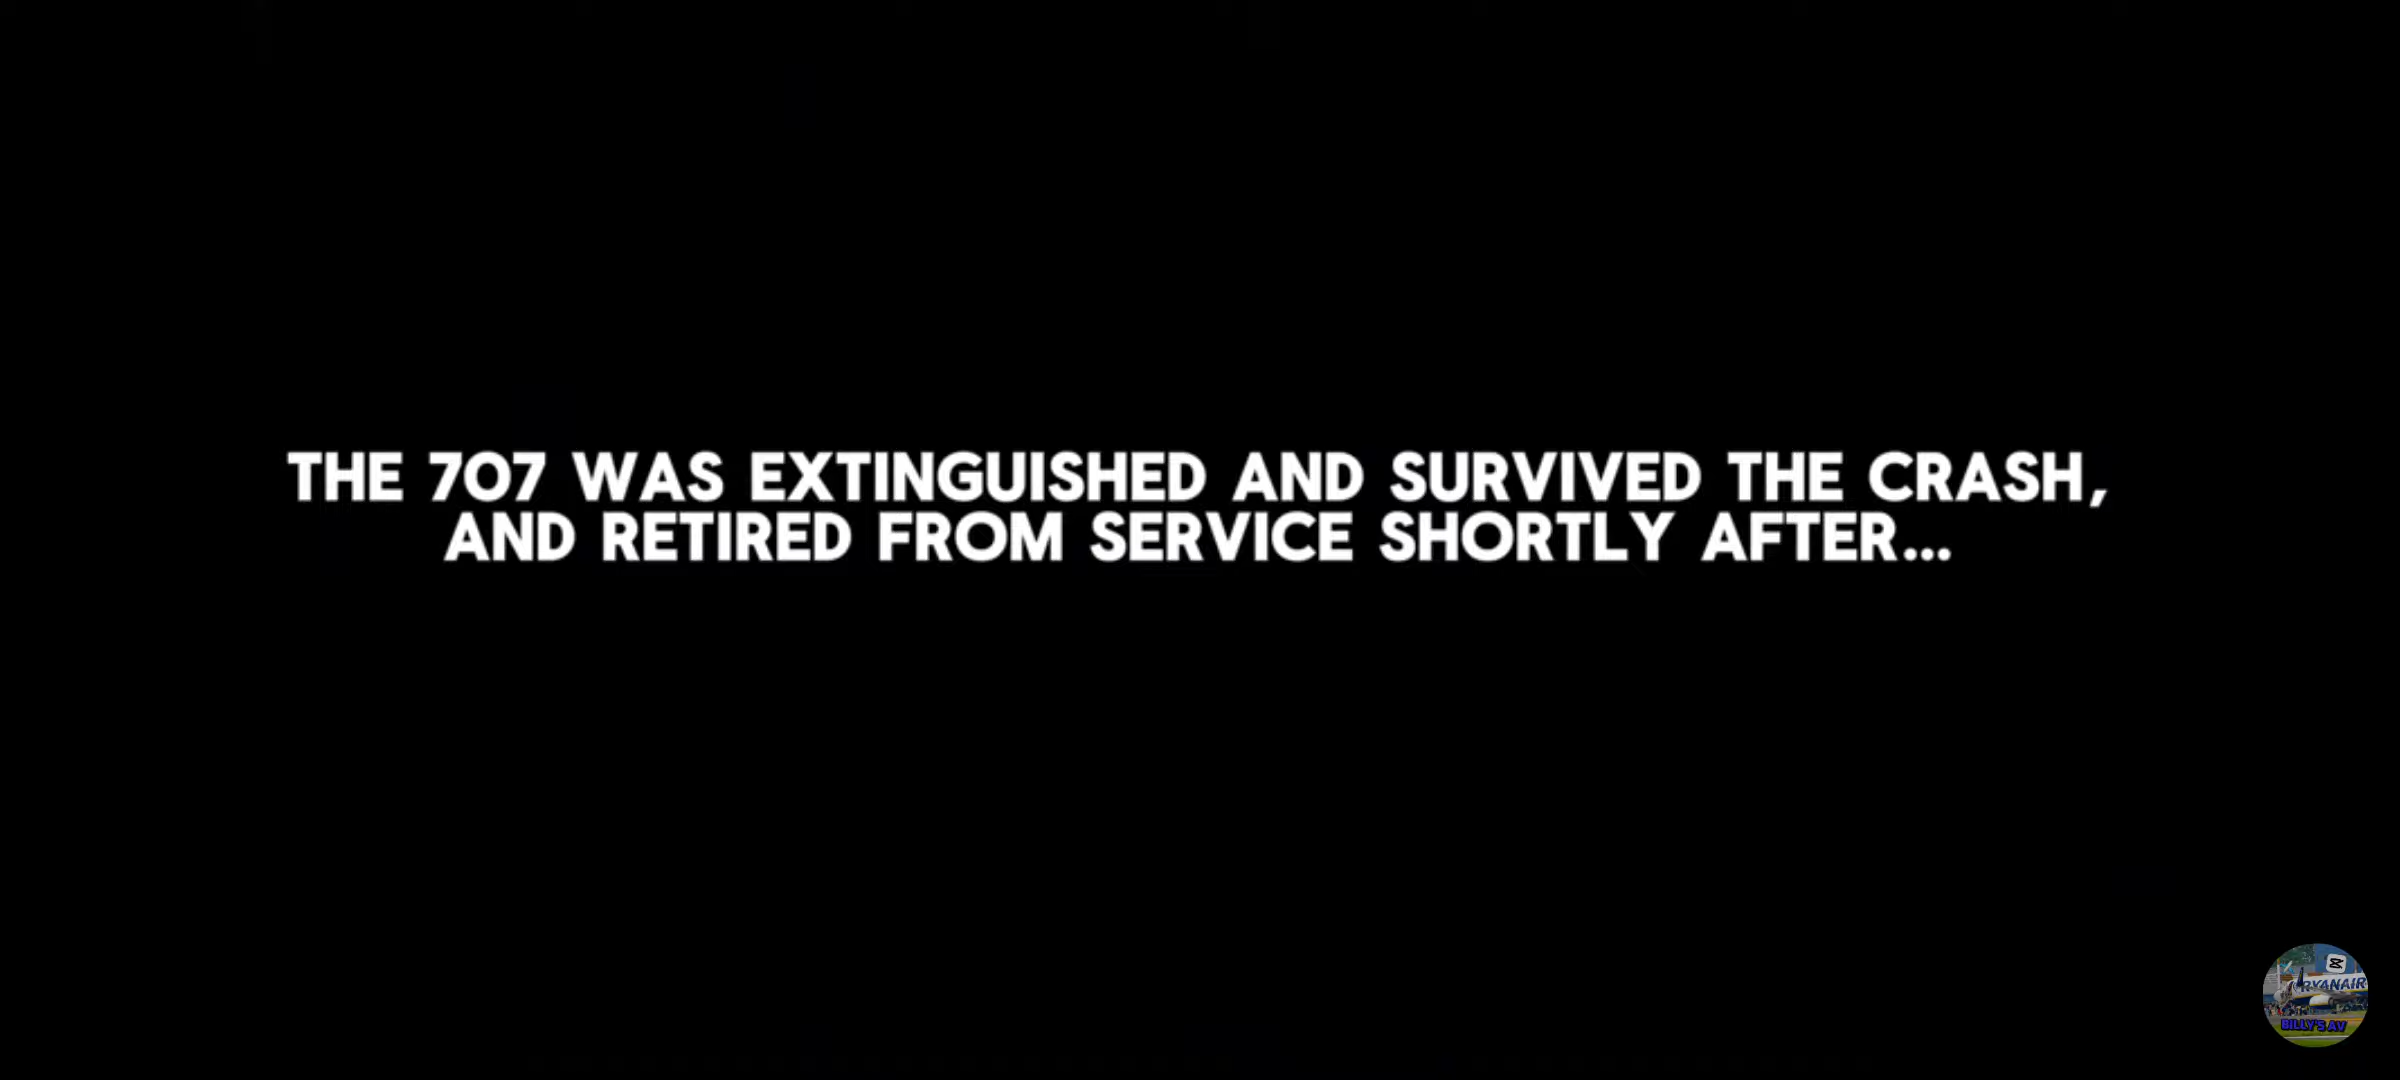 THE 707 WAS EXTINGUISHED AND SURVIVED THE CRASH,
AND RETIRED FROM SERVICE SHORTLY AFTER...
RYANAIR
BILLY'S AV